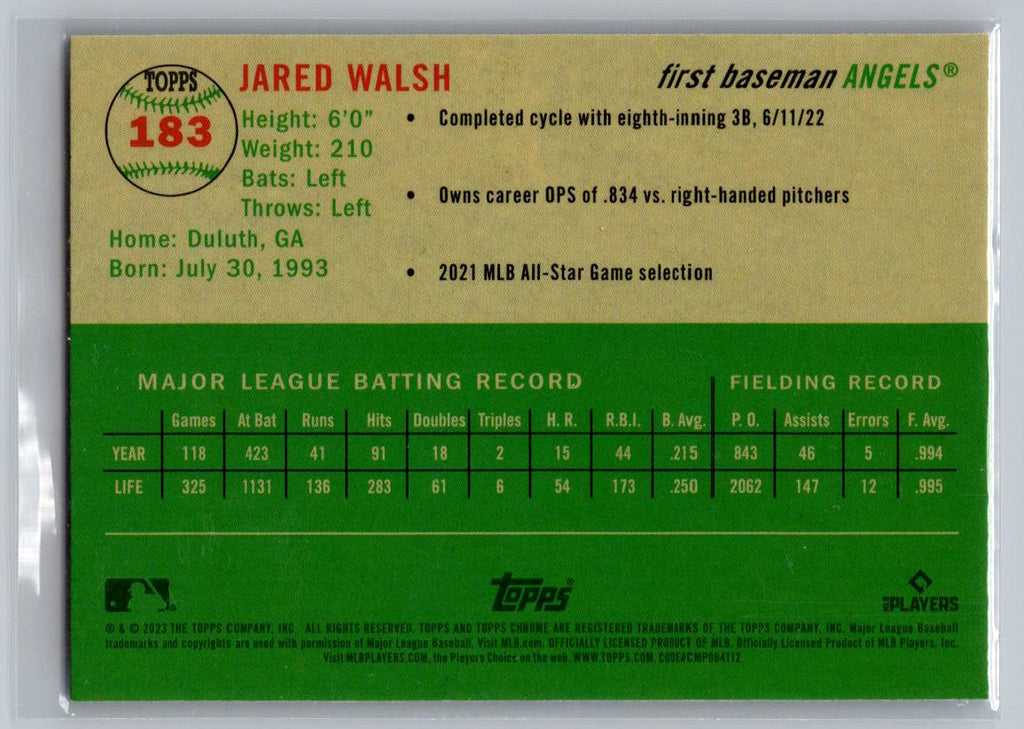 TOPPS
183
JARED WALSH
first baseman ANGELS®
Height: 6'0"
Weight: 210
Bats: Left
Throws: Left
Home: Duluth, GA
Born: July 30, 1993
• Completed cycle with eighth-inning 3B, 6/11/22
• Owns career OPS of .834 vs. right-handed pitchers
• 2021 MLB All-Star Game selection
MAJOR LEAGUE BATTING RECORD FIELDING RECORD
Games At Bat Runs Hits Doubles Triples H. R. R.B.I. B. Avg. P. O. Assists Errors F. Avg.
YEAR 118 423 41 91 18 2 15 44 .215 843 46 5 .994
LIFE 325 1131 136 283 61 6 54 173 .250 2062 147 12 .995
topps®
MLB PLAYERS
® & © 2023 THE TOPPS COMPANY, INC. ALL RIGHTS RESERVED. TOPPS AND TOPPS CHROME ARE REGISTERED TRADEMARKS OF THE TOPPS COMPANY, INC. Major League Baseball
trademarks and copyrights are used with permission of Major League Baseball. Visit MLB.com. OFFICIALLY LICENSED PRODUCT OF MLB Players, Inc.
Visit MLBPLAYERS.COM, the Players Choice on the web. WWW.TOPPS.COM. CODE#CMP084112